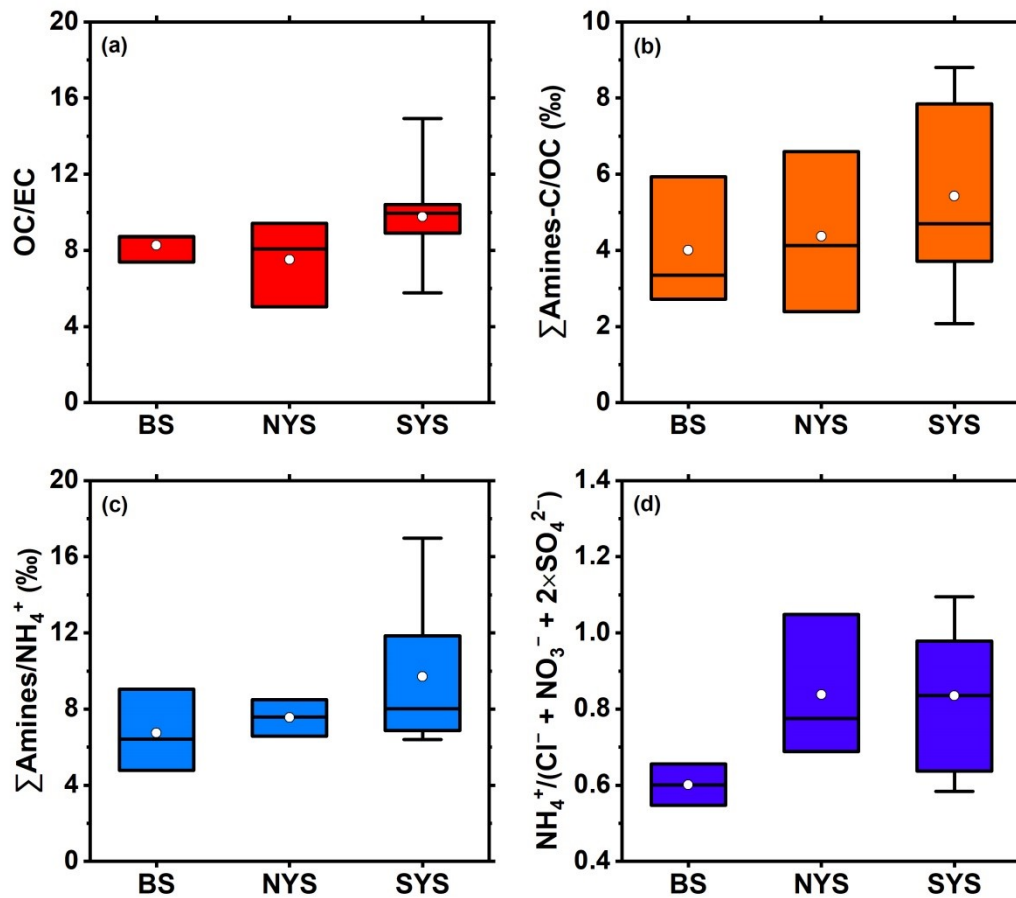 (a)
OC/EC
20
16
12
8
4
0
BS NYS SYS
(b)
∑Amines-C/OC (‰)
10
8
6
4
2
0
BS NYS SYS
(c)
∑Amines/NH₄⁺ (‰)
20
16
12
8
4
0
BS NYS SYS
(d)
NH₄⁺/(Cl⁻ + NO₃⁻ + 2×SO₄²⁻)
1.4
1.2
1.0
0.8
0.6
0.4
BS NYS SYS